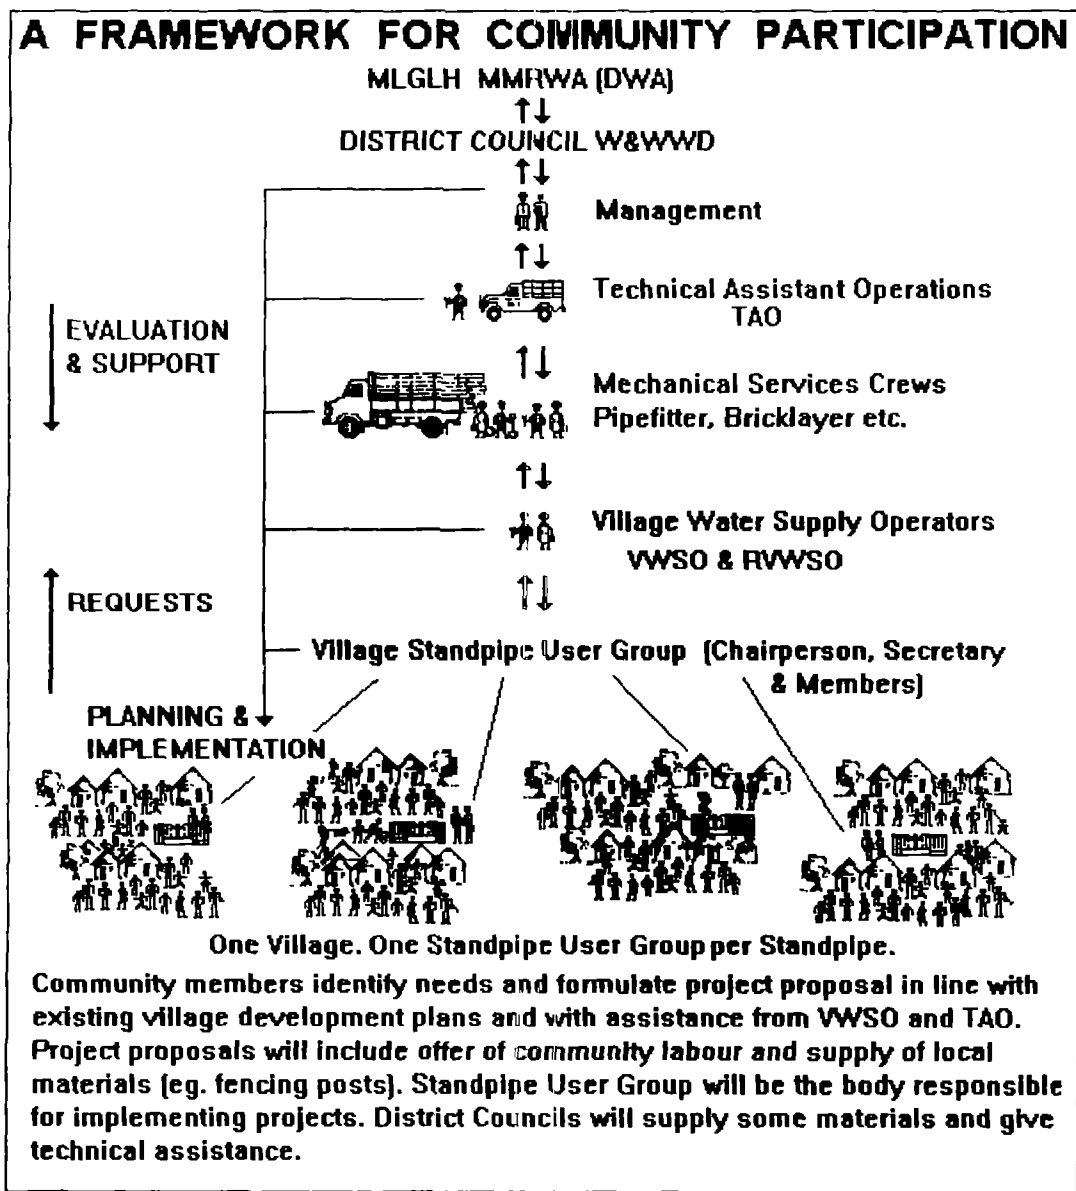 A FRAMEWORK FOR COMMUNITY PARTICIPATION
MLGLH MMRWA (DWA)
DISTRICT COUNCIL W&WWD
Management
Technical Assistant Operations
TAO
EVALUATION
& SUPPORT
Mechanical Services Crews
Pipefitter, Bricklayer etc.
Village Water Supply Operators
VWSO & RVWSO
REQUESTS
Village Standpipe User Group (Chairperson, Secretary
& Members)
PLANNING &
IMPLEMENTATION
One Village. One Standpipe User Group per Standpipe.
Community members identify needs and formulate project proposal in line with
existing village development plans and with assistance from VWSO and TAO.
Project proposals will include offer of community labour and supply of local
materials (eg. fencing posts). Standpipe User Group will be the body responsible
for implementing projects. District Councils will supply some materials and give
technical assistance.